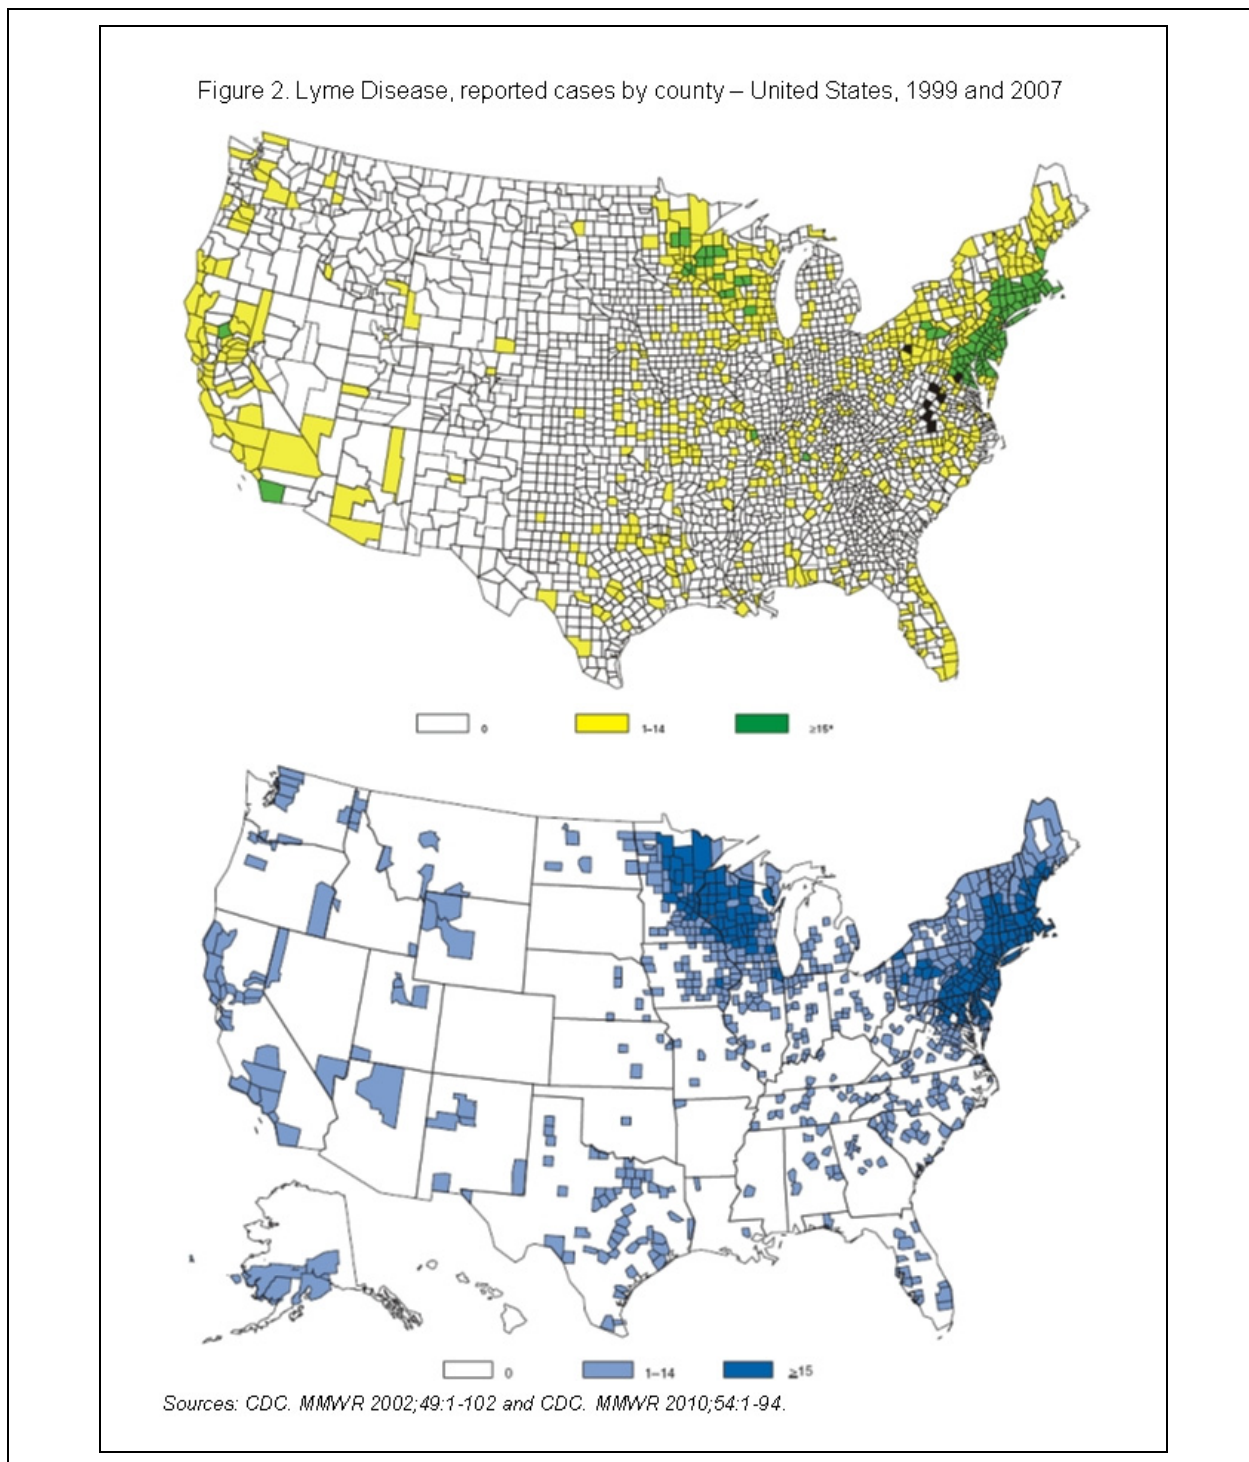 Figure 2. Lyme Disease, reported cases by county – United States, 1999 and 2007
0 1–14 ≥15*
0 1–14 ≥15
Sources: CDC. MMWR 2002;49:1-102 and CDC. MMWR 2010;54:1-94.